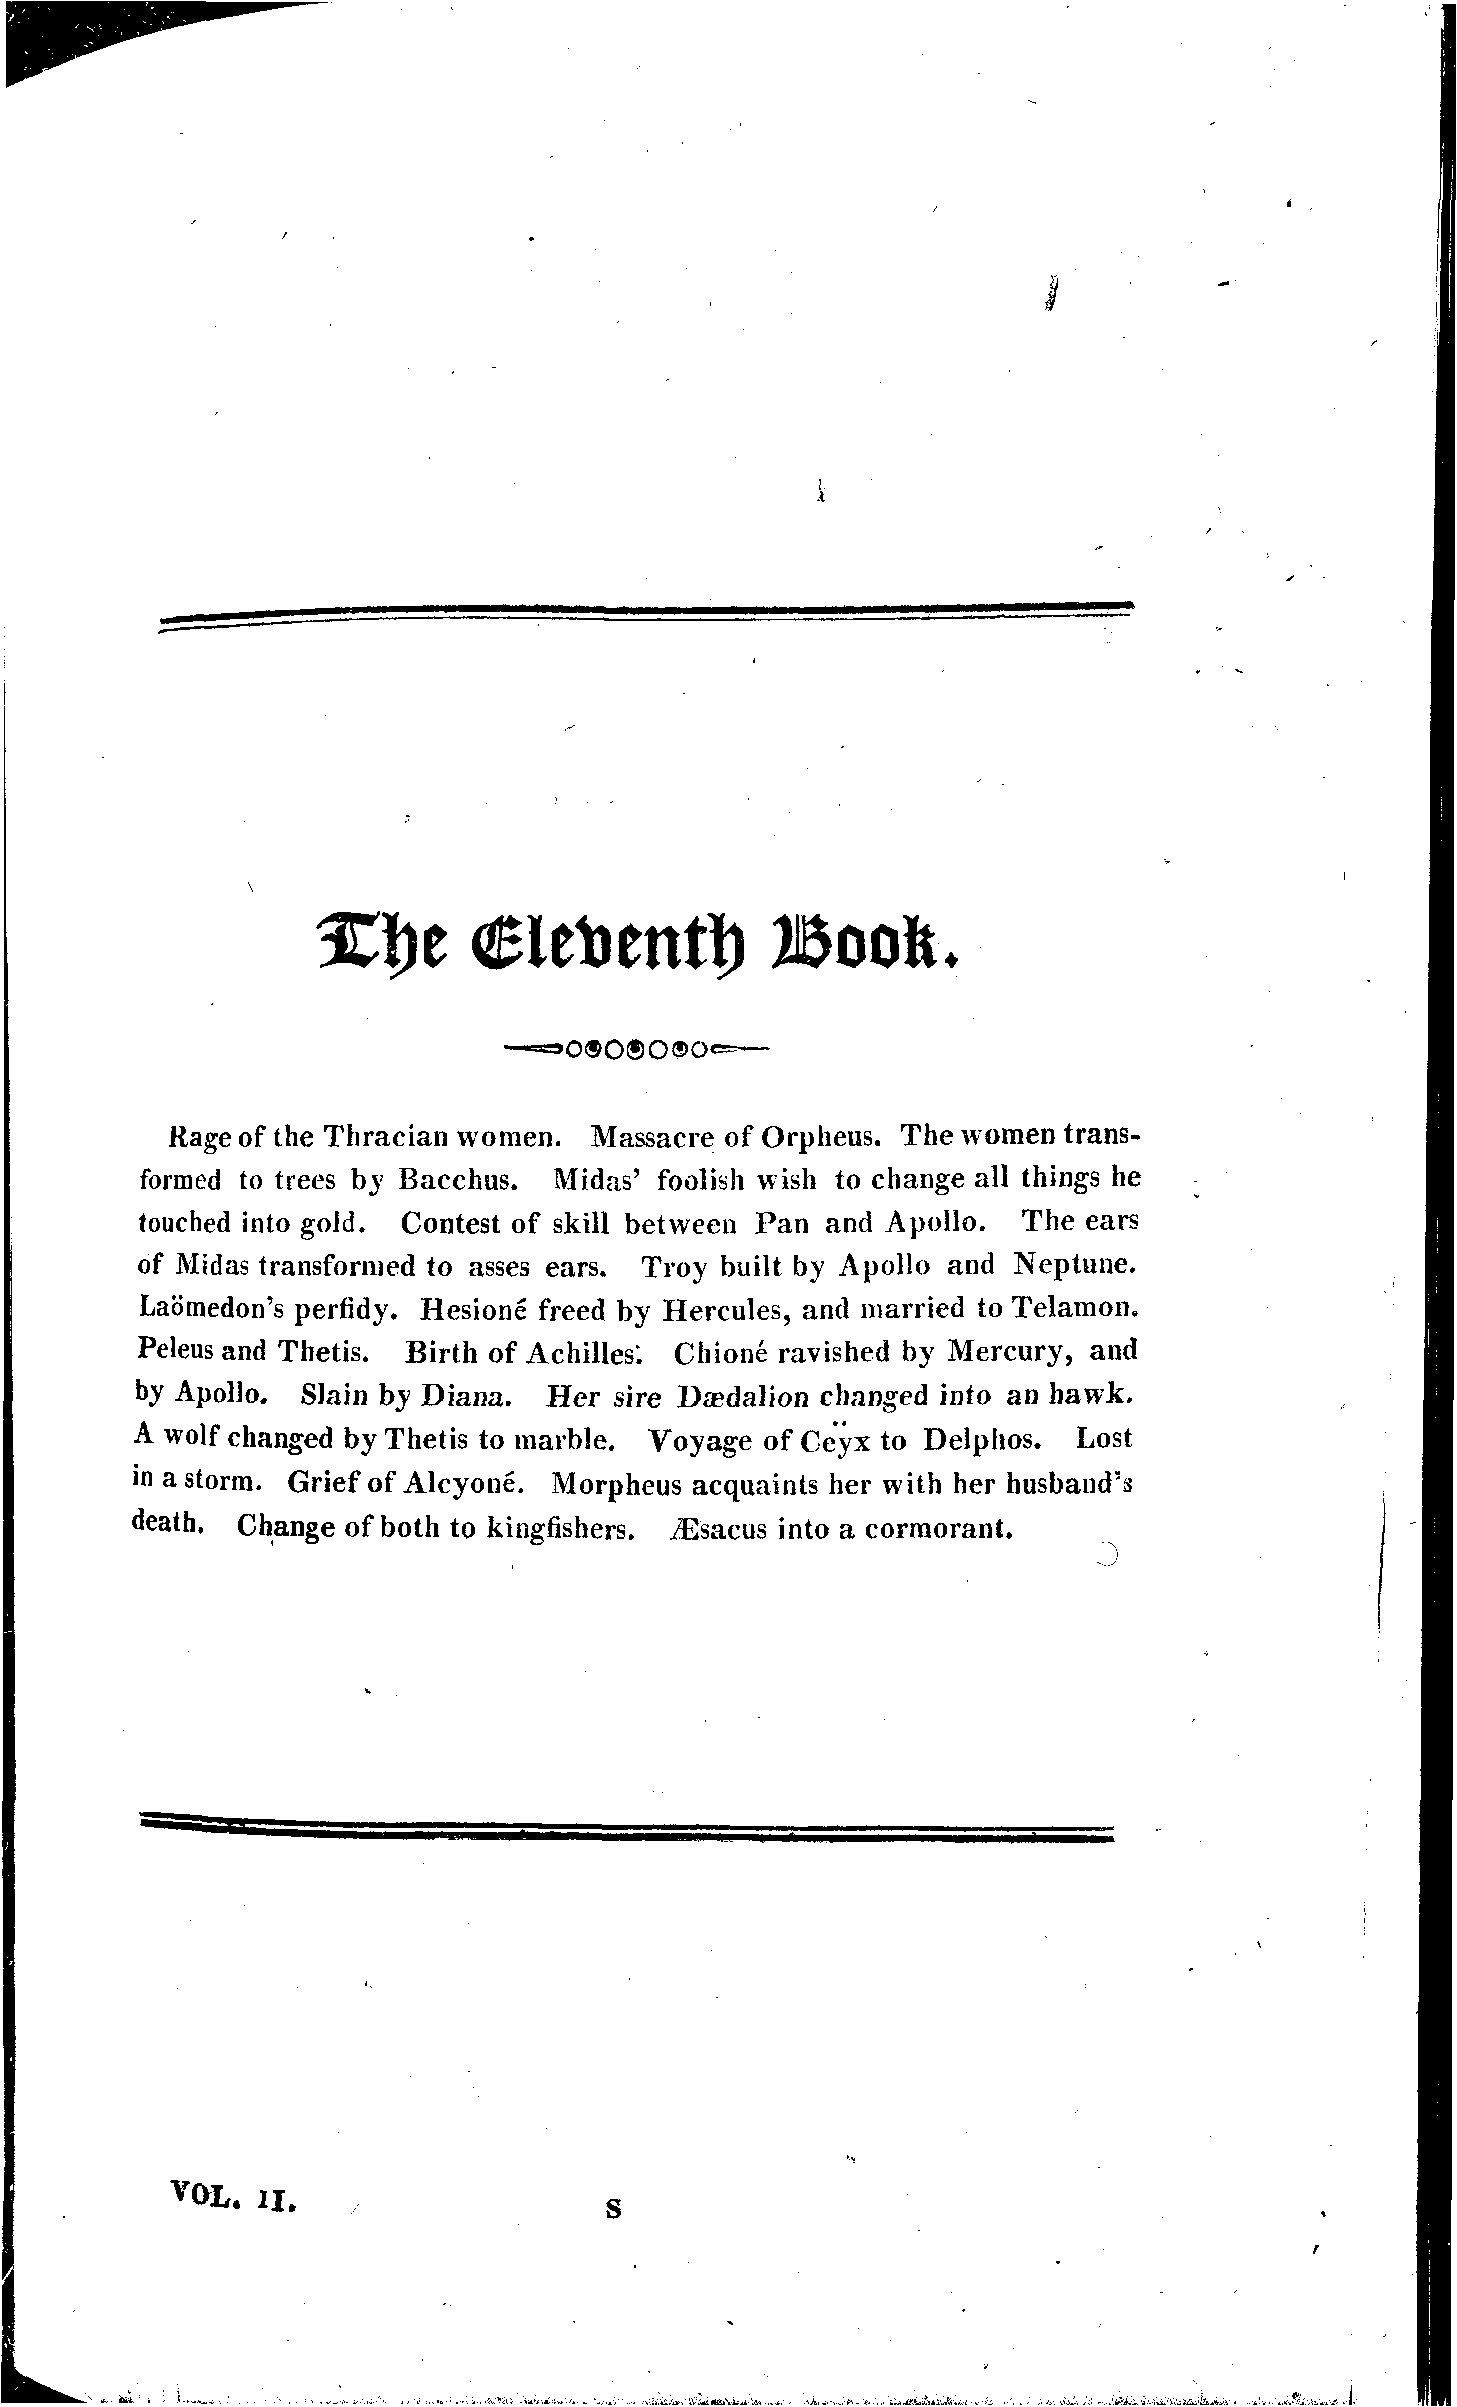 The Eleventh Book.
Rage of the Thracian women. Massacre of Orpheus. The women trans-
formed to trees by Bacchus. Midas' foolish wish to change all things he
touched into gold. Contest of skill between Pan and Apollo. The ears
of Midas transformed to asses ears. Troy built by Apollo and Neptune.
Laömedon's perfidy. Hesioné freed by Hercules, and married to Telamon.
Peleus and Thetis. Birth of Achilles. Chioné ravished by Mercury, and
by Apollo. Slain by Diana. Her sire Dædalion changed into an hawk.
A wolf changed by Thetis to marble. Voyage of Ceÿx to Delphos. Lost
in a storm. Grief of Alcyoné. Morpheus acquaints her with her husband's
death. Change of both to kingfishers. Æsacus into a cormorant.
VOL. II. S